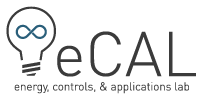 eCAL
energy, controls, & applications lab